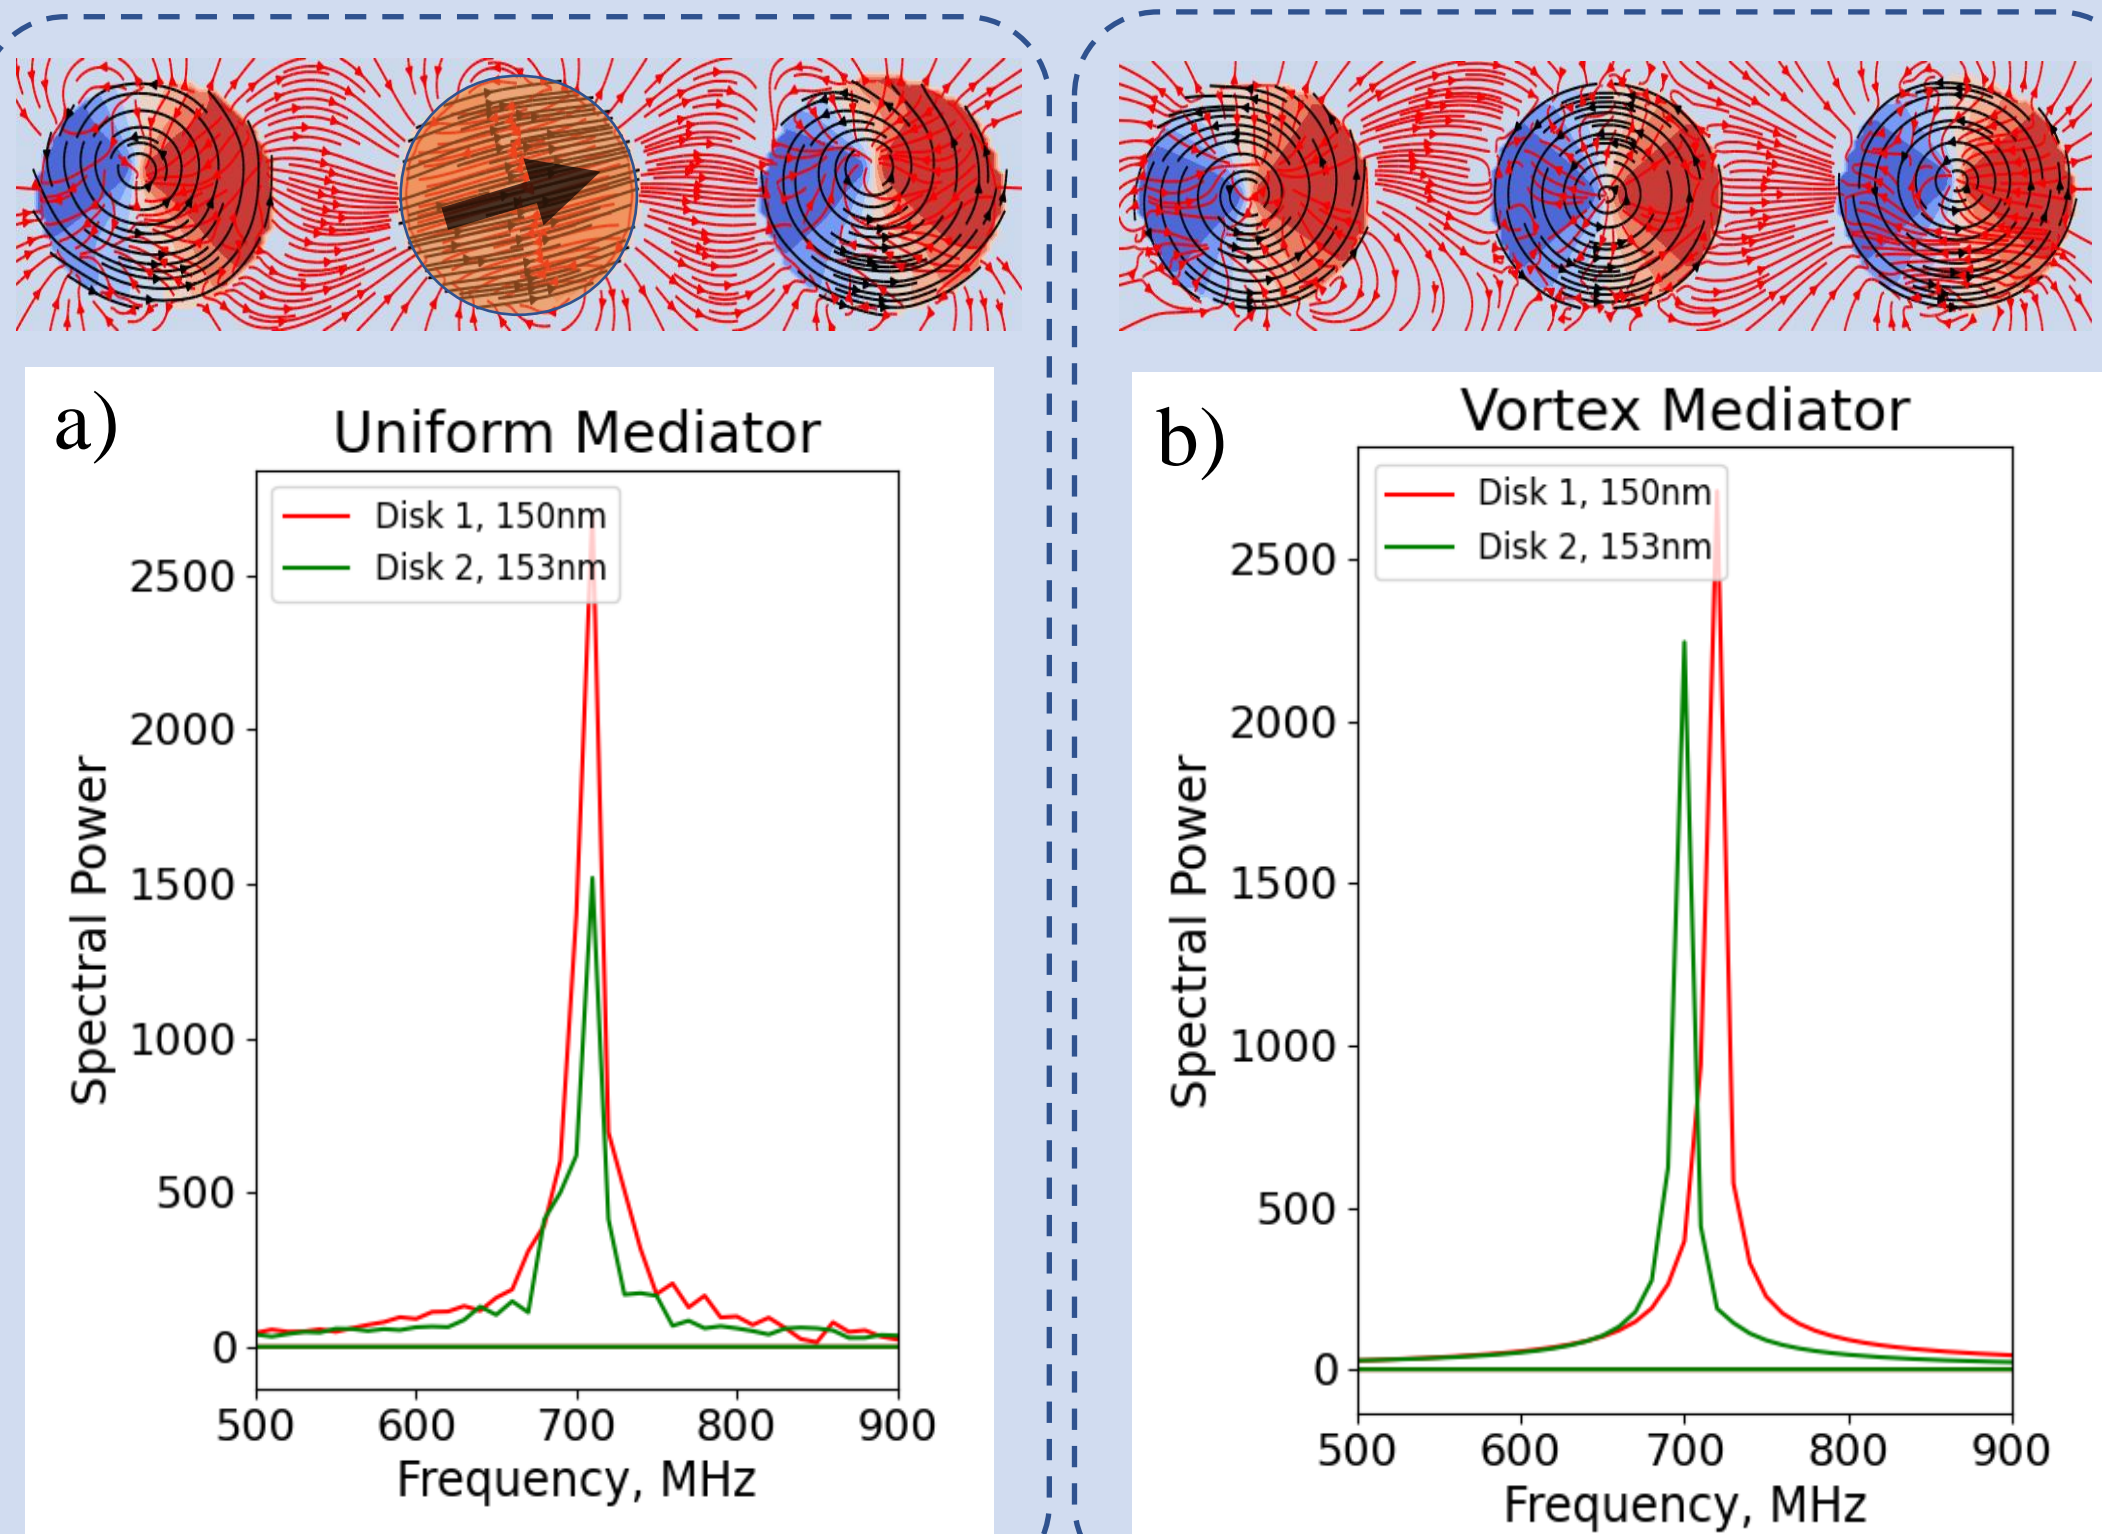 a)
Uniform Mediator
Disk 1, 150nm
Disk 2, 153nm
2500
2000
1500
1000
500
0
Spectral Power
500 600 700 800 900
Frequency, MHz
b)
Vortex Mediator
Disk 1, 150nm
Disk 2, 153nm
2500
2000
1500
1000
500
0
Spectral Power
500 600 700 800 900
Frequency, MHz